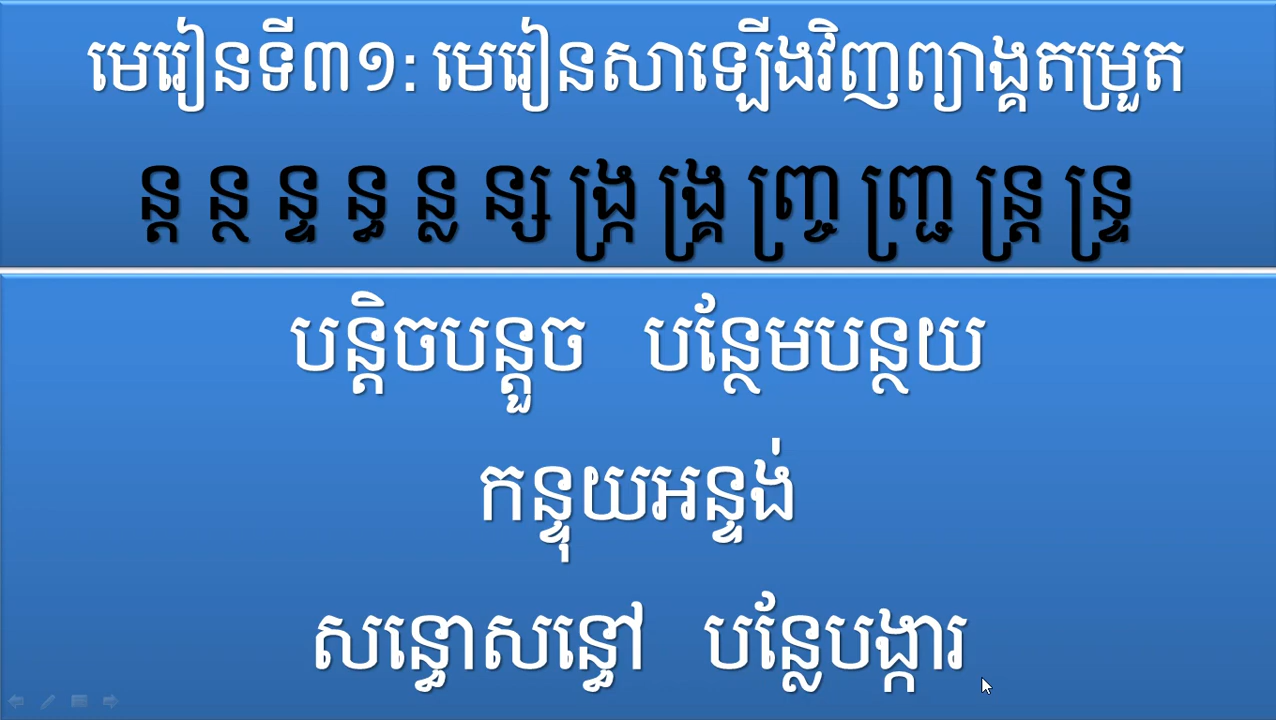 មេរៀនទី៣១: មេរៀនសាឡើងវិញព្យាង្គតម្រួត
ន្ត ន្ថ ន្ទ ន្ធ ន្ល ន្ស ង្ក្រ ង្គ្រ ញ្ច្រ ញ្ជ្រ ន្ត្រ ន្ទ្រ
បន្តិចបន្តួច បន្ថែមបន្ថយ
កន្ទុយអន្ទង់
សន្ធោសន្ធៅ បន្លែបង្ការ